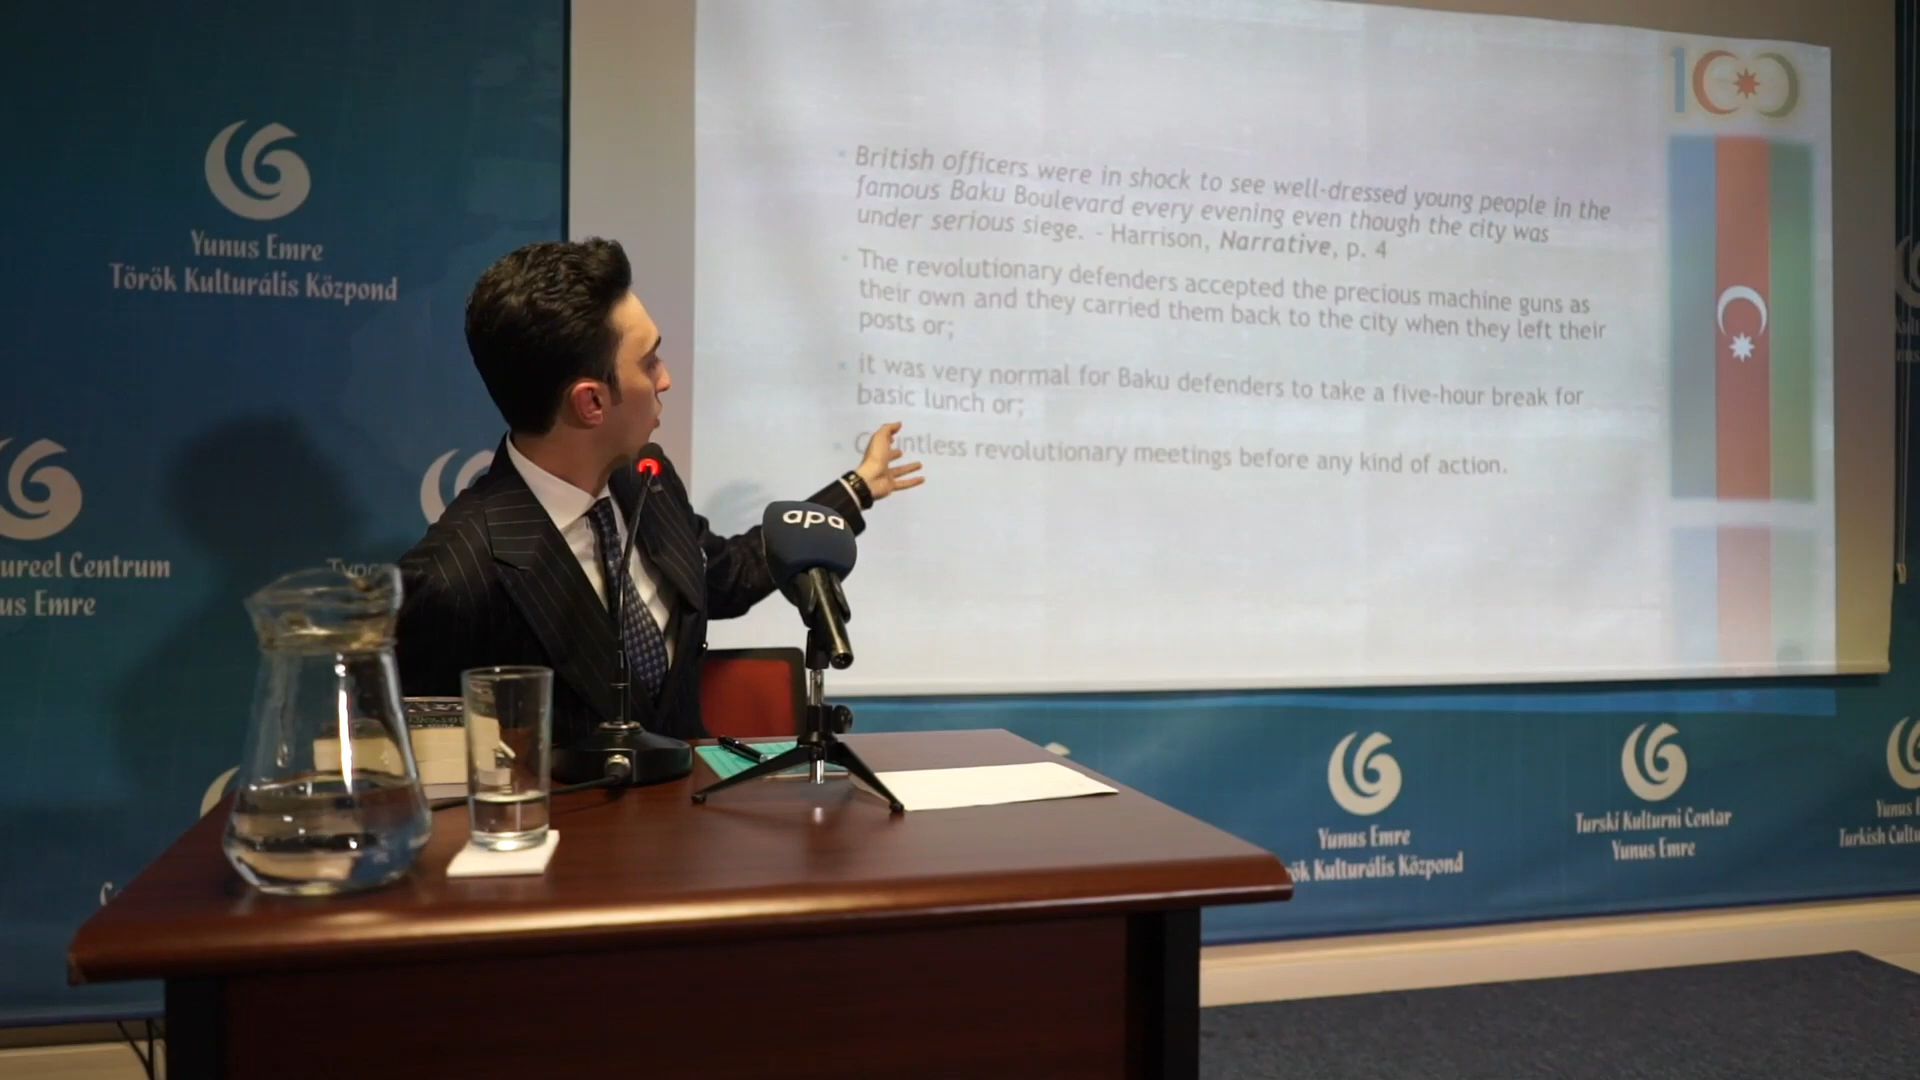 Yunus Emre
Török Kulturális Központ
ureel Centrum
us Emre
100
British officers were in shock to see well-dressed young people in the
famous Baku Boulevard every evening even though the city was
under serious siege. - Harrison, Narrative, p. 4
The revolutionary defenders accepted the precious machine guns as
their own and they carried them back to the city when they left their
posts or;
it was very normal for Baku defenders to take a five-hour break for
basic lunch or;
C untless revolutionary meetings before any kind of action.
apa
Yunus Emre
ök Kulturális Központ
Turski Kulturni Centar
Yunus Emre
Yunus
Turkish Cultu